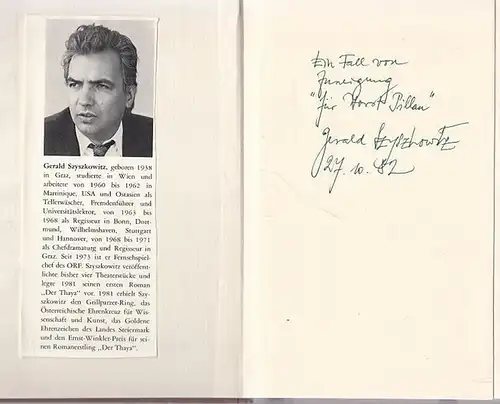 Gerald Szyszkowitz, geboren 1938
in Graz, studierte in Wien und
arbeitete von 1960 bis 1962 in
Martinique, USA und Ostasien als
Tellerwäscher, Fremdenführer und
Universitätslektor, von 1963 bis
1968 als Regisseur in Bonn, Dort-
mund, Wilhelmshaven, Stuttgart
und Hannover, von 1968 bis 1971
als Chefdramaturg und Regisseur in
Graz. Seit 1973 ist er Fernsehspiel-
chef des ORF. Szyszkowitz veröffent-
lichte bisher vier Theaterstücke und
legte 1981 seinen ersten Roman
„Der Thaya" vor. 1981 erhielt Szy-
szkowitz den Grillparzer-Ring, das
Österreichische Ehrenkreuz für Wis-
senschaft und Kunst, das Goldene
Ehrenzeichen des Landes Steiermark
und den Ernst-Winkler-Preis für sei-
nen Romanerstling „Der Thaya".
Ein Fall von
Zuneigung
"für Horst Pillau"
Gerald Szyszkowitz
27. 10. 82